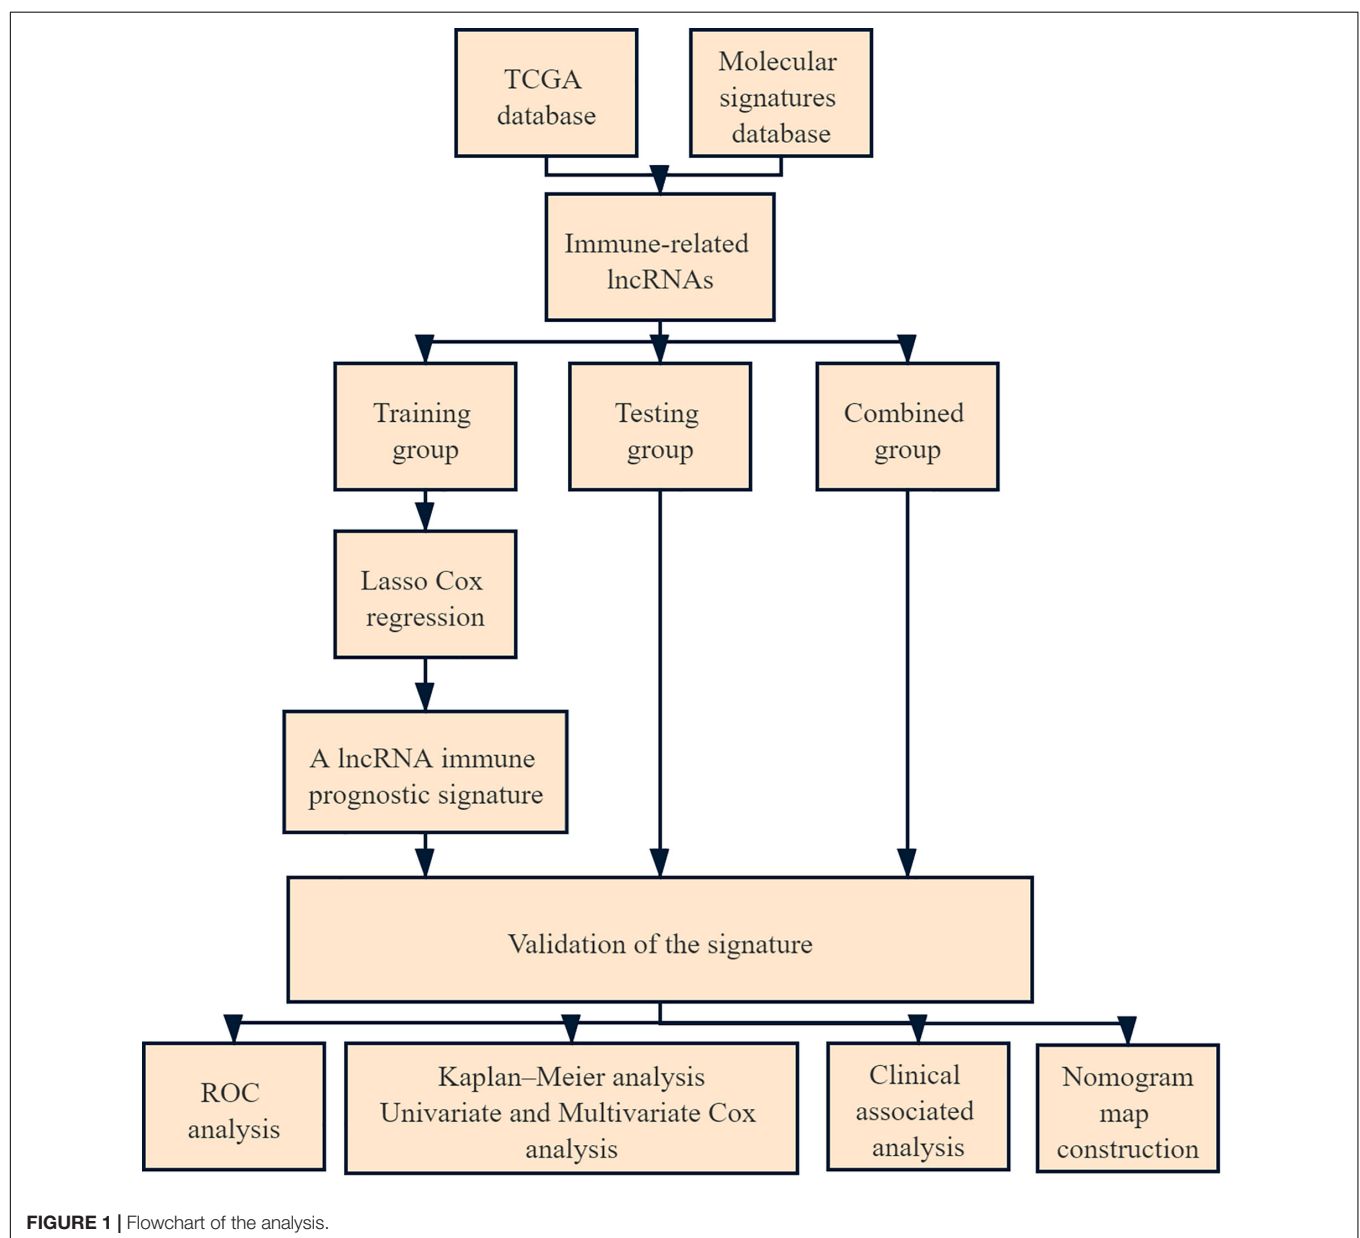 TCGA
database
Molecular
signatures
database
Immune-related
lncRNAs
Training
group
Testing
group
Combined
group
Lasso Cox
regression
A lncRNA immune
prognostic signature
Validation of the signature
ROC
analysis
Kaplan–Meier analysis
Univariate and Multivariate Cox
analysis
Clinical
associated
analysis
Nomogram
map
construction
FIGURE 1 | Flowchart of the analysis.